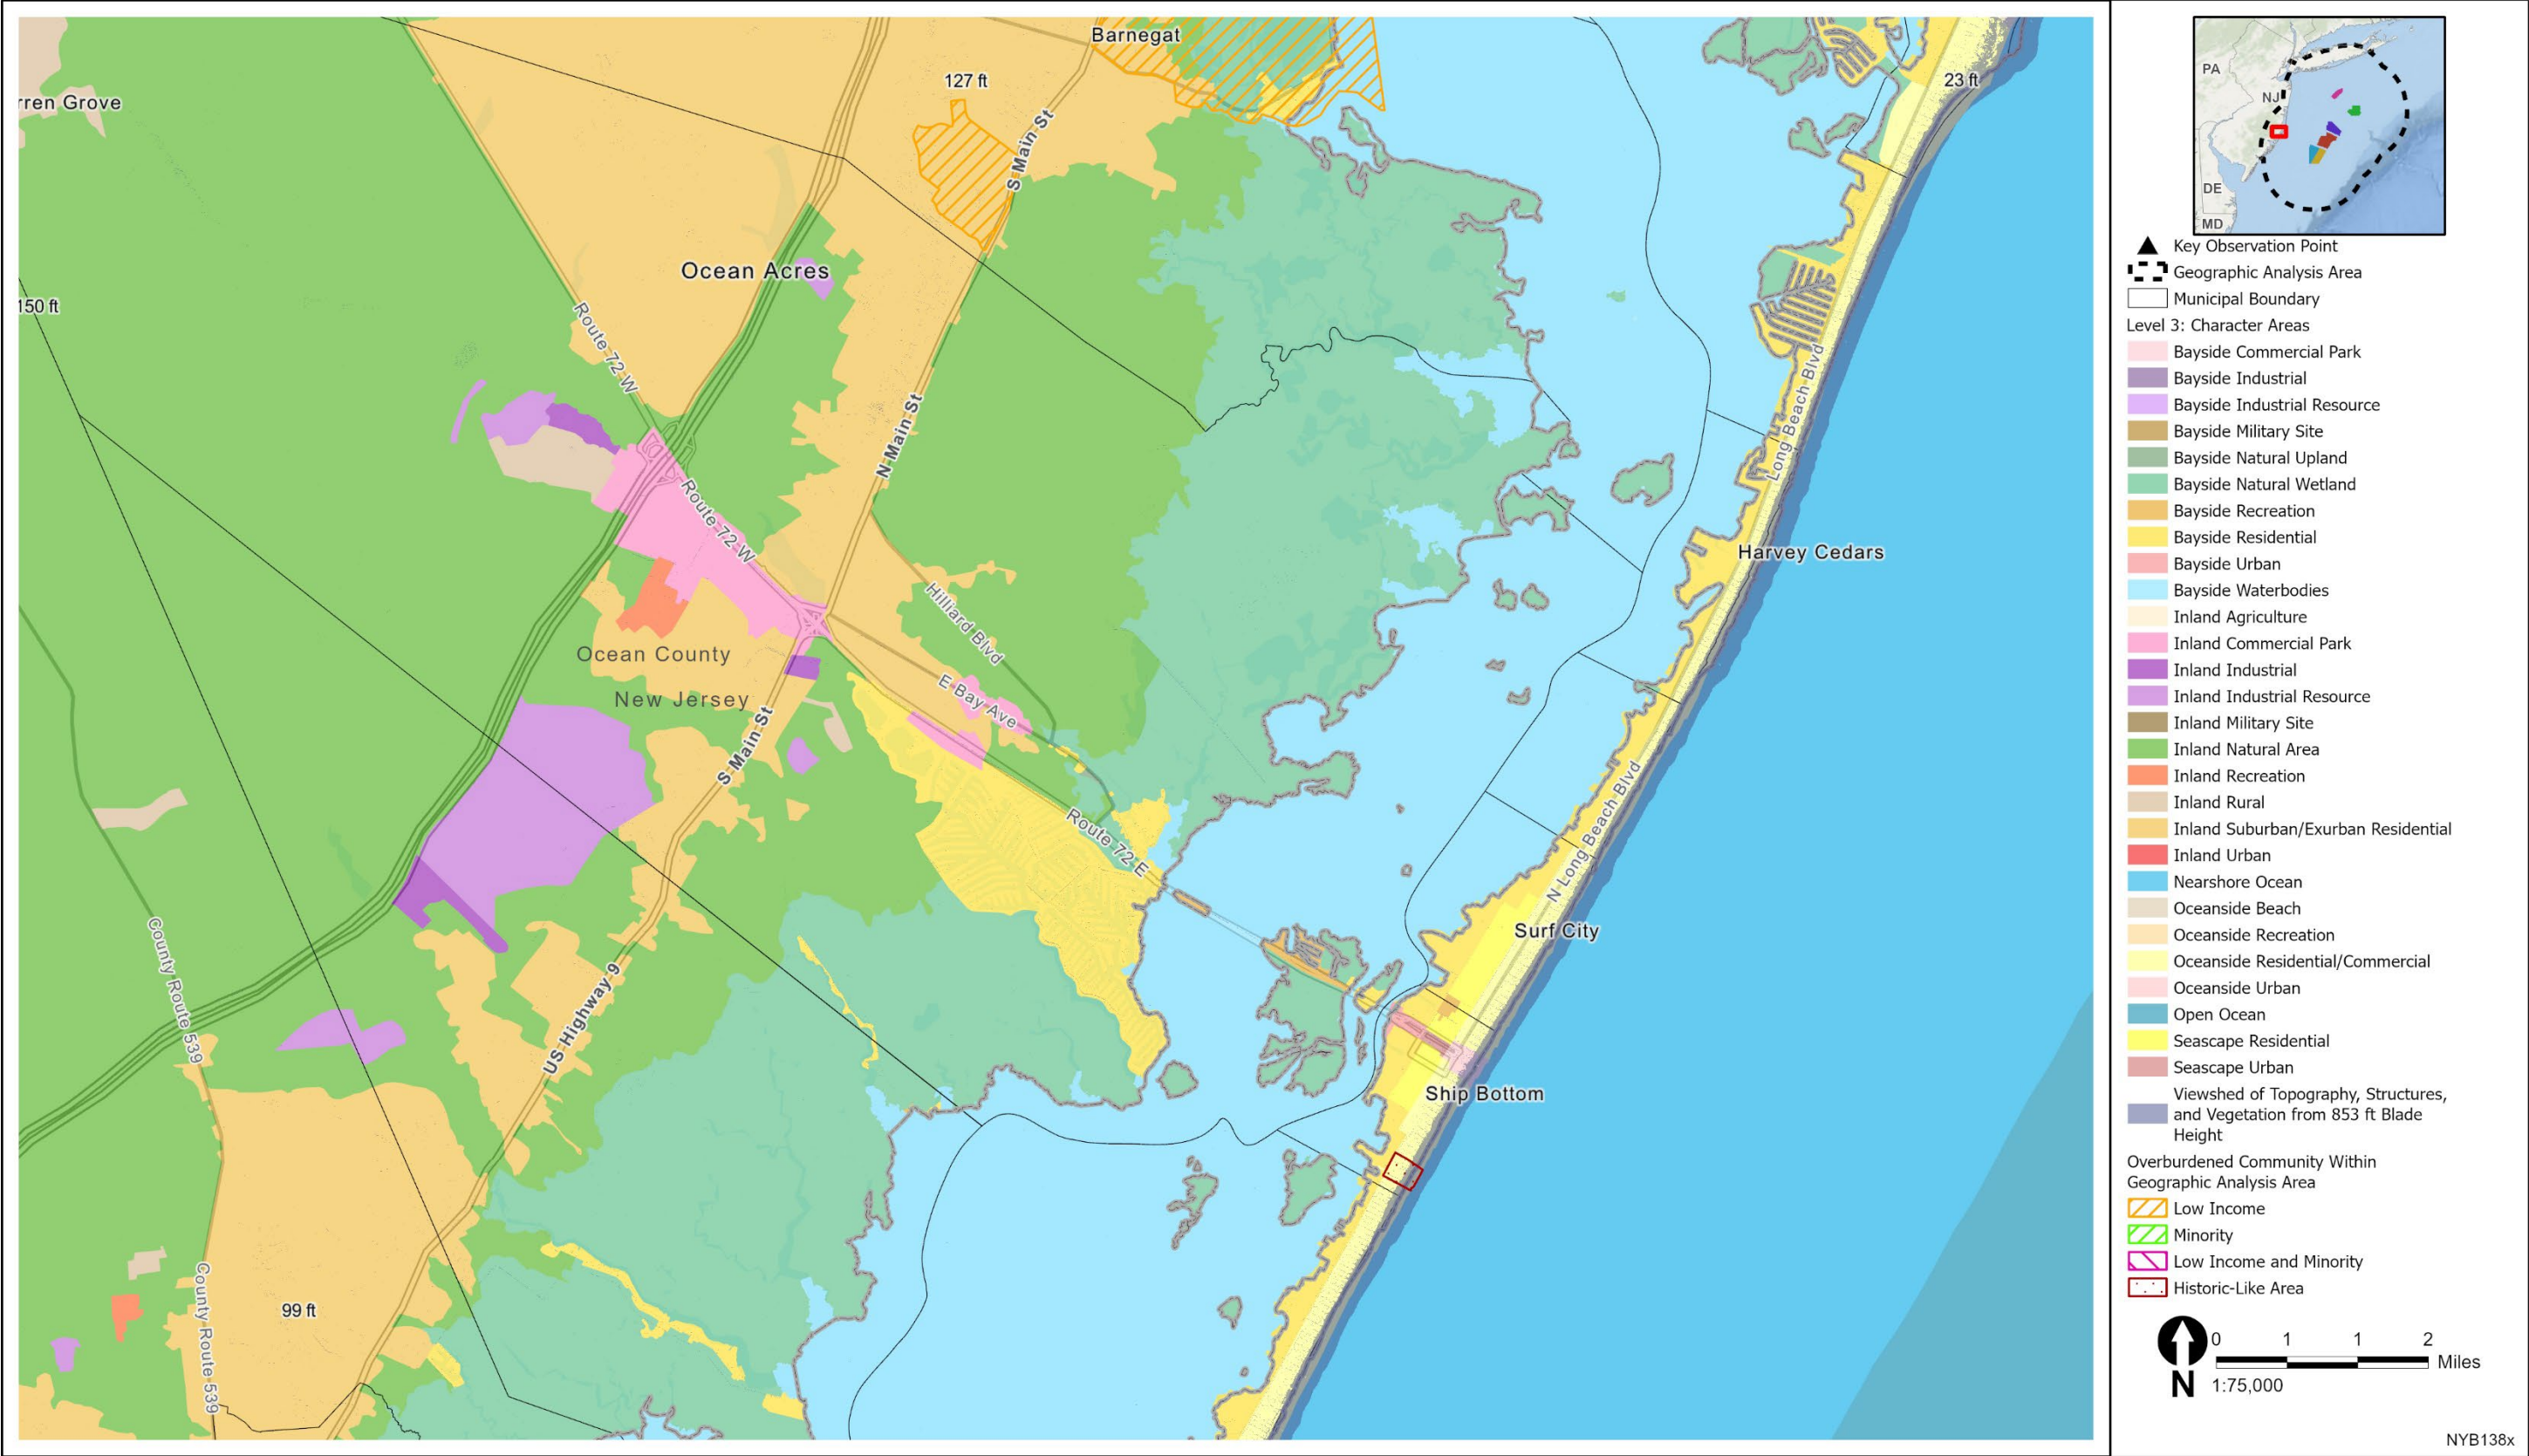 Barnegat
127 ft
23 ft
rren Grove
S Main St
Ocean Acres
150 ft
Route 72 W
Long Beach Blvd
N Main St
Route 72 W
Harvey Cedars
Hilliard Blvd
Ocean County
New Jersey
E Bay Ave
S Main St
N Long Beach Blvd
Route 72 E
Surf City
County Route 539
US Highway 9
Ship Bottom
County Route 539
99 ft
PA
NJ
DE
MD
Key Observation Point
Geographic Analysis Area
Municipal Boundary
Level 3: Character Areas
Bayside Commercial Park
Bayside Industrial
Bayside Industrial Resource
Bayside Military Site
Bayside Natural Upland
Bayside Natural Wetland
Bayside Recreation
Bayside Residential
Bayside Urban
Bayside Waterbodies
Inland Agriculture
Inland Commercial Park
Inland Industrial
Inland Industrial Resource
Inland Military Site
Inland Natural Area
Inland Recreation
Inland Rural
Inland Suburban/Exurban Residential
Inland Urban
Nearshore Ocean
Oceanside Beach
Oceanside Recreation
Oceanside Residential/Commercial
Oceanside Urban
Open Ocean
Seascape Residential
Seascape Urban
Viewshed of Topography, Structures,
and Vegetation from 853 ft Blade
Height
Overburdened Community Within
Geographic Analysis Area
Low Income
Minority
Low Income and Minority
Historic-Like Area
0 1 1 2
Miles
N
1:75,000
NYB138x